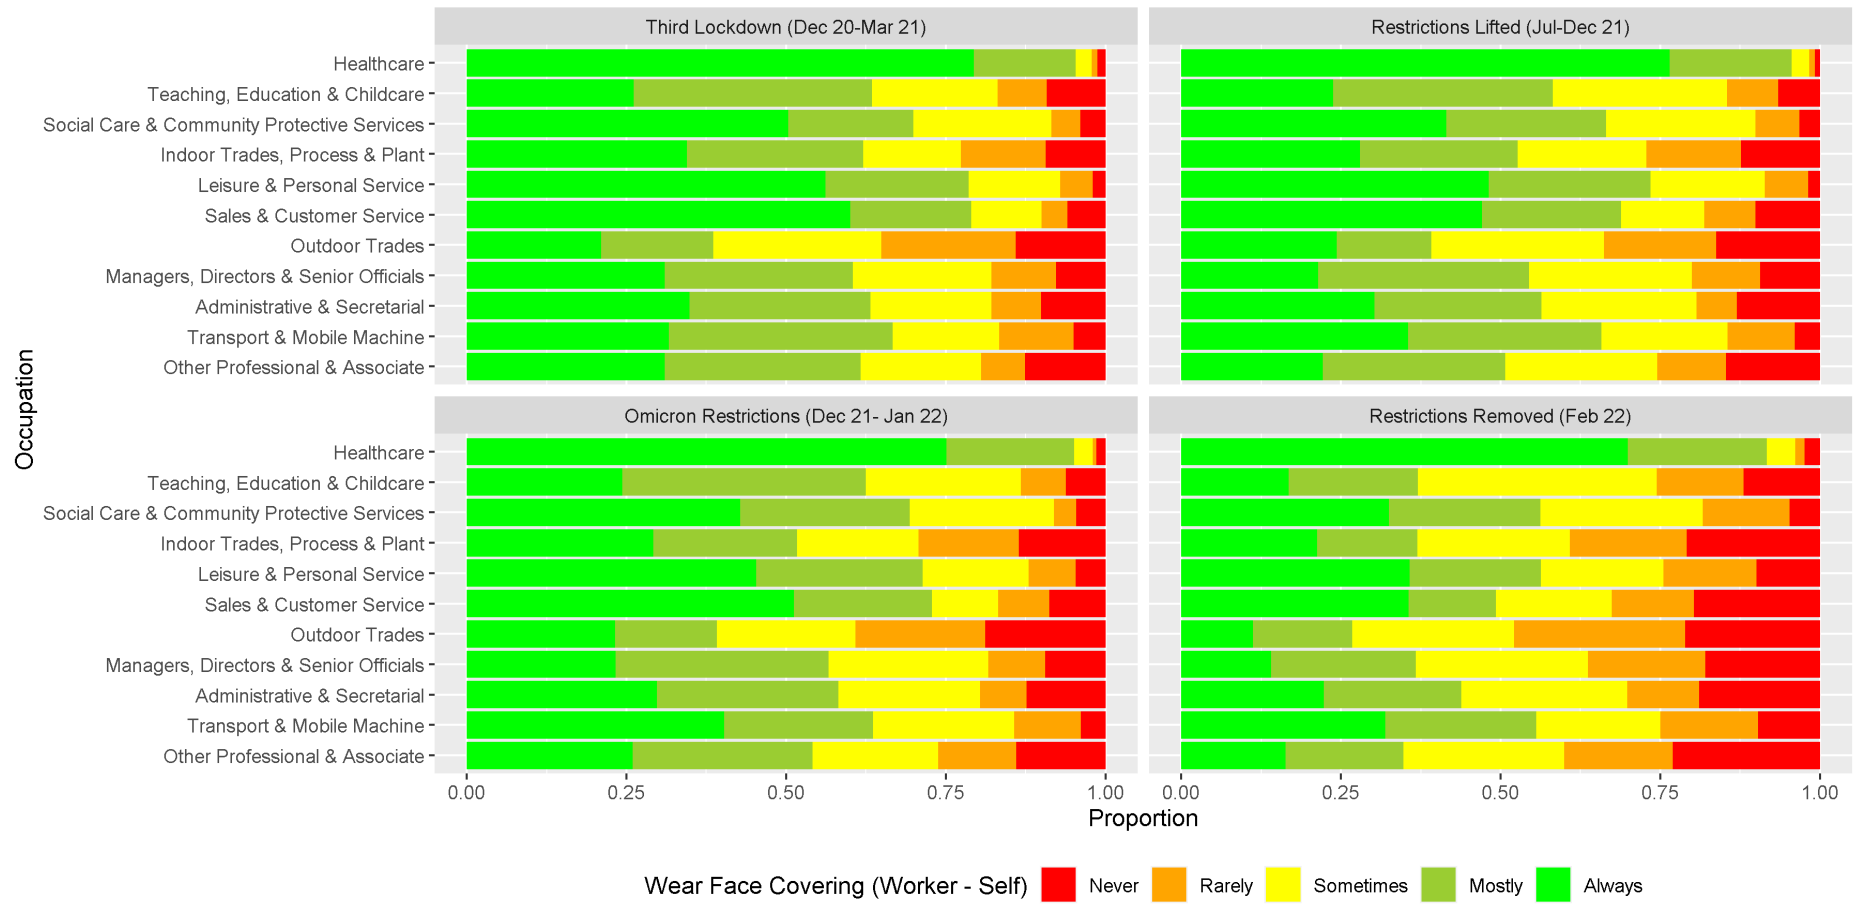 Third Lockdown (Dec 20-Mar 21)
Restrictions Lifted (Jul-Dec 21)
Healthcare
Teaching, Education & Childcare
Social Care & Community Protective Services
Indoor Trades, Process & Plant
Leisure & Personal Service
Sales & Customer Service
Outdoor Trades
Managers, Directors & Senior Officials
Administrative & Secretarial
Transport & Mobile Machine
Other Professional & Associate
Occupation
Omicron Restrictions (Dec 21- Jan 22)
Restrictions Removed (Feb 22)
Healthcare
Teaching, Education & Childcare
Social Care & Community Protective Services
Indoor Trades, Process & Plant
Leisure & Personal Service
Sales & Customer Service
Outdoor Trades
Managers, Directors & Senior Officials
Administrative & Secretarial
Transport & Mobile Machine
Other Professional & Associate
0.00 0.25 0.50 0.75 1.00 0.00 0.25 0.50 0.75 1.00
Proportion
Wear Face Covering (Worker - Self) Never Rarely Sometimes Mostly Always